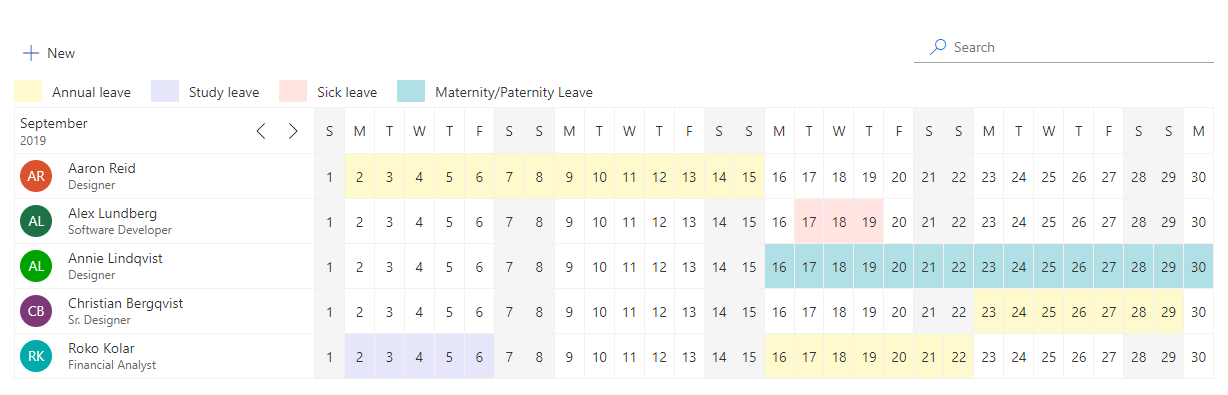 New
Search
Annual leave Study leave Sick leave Maternity/Paternity Leave
September
2019
S M T W T F S S M T W T F S S M T W T F S S M T W T F S S M
AR Aaron Reid
Designer
1 2 3 4 5 6 7 8 9 10 11 12 13 14 15 16 17 18 19 20 21 22 23 24 25 26 27 28 29 30
AL Alex Lundberg
Software Developer
1 2 3 4 5 6 7 8 9 10 11 12 13 14 15 16 17 18 19 20 21 22 23 24 25 26 27 28 29 30
AL Annie Lindqvist
Designer
1 2 3 4 5 6 7 8 9 10 11 12 13 14 15 16 17 18 19 20 21 22 23 24 25 26 27 28 29 30
CB Christian Bergqvist
Sr. Designer
1 2 3 4 5 6 7 8 9 10 11 12 13 14 15 16 17 18 19 20 21 22 23 24 25 26 27 28 29 30
RK Roko Kolar
Financial Analyst
1 2 3 4 5 6 7 8 9 10 11 12 13 14 15 16 17 18 19 20 21 22 23 24 25 26 27 28 29 30